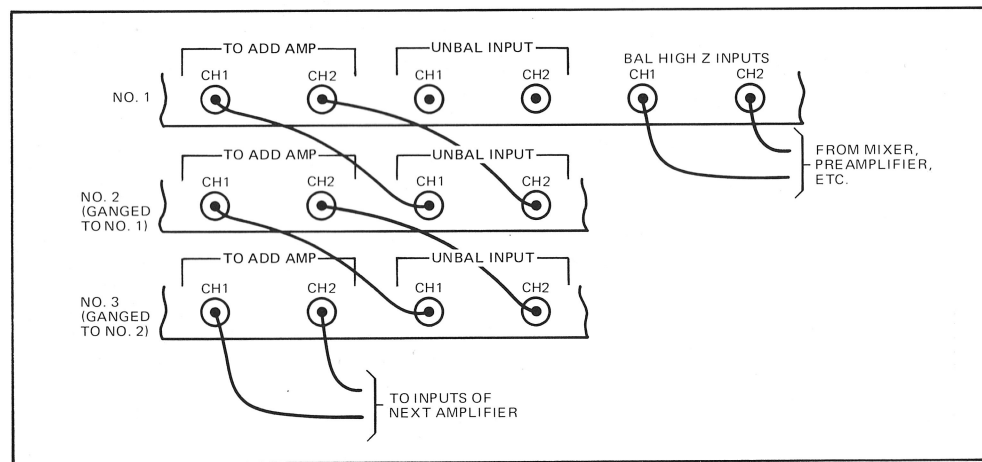 TO ADD AMP
UNBAL INPUT
BAL HIGH Z INPUTS
CH1 CH2 CH1 CH2 CH1 CH2
NO. 1
FROM MIXER,
PREAMPLIFIER,
ETC.
TO ADD AMP
UNBAL INPUT
CH1 CH2 CH1 CH2
NO. 2
(GANGED
TO NO. 1)
TO ADD AMP
UNBAL INPUT
CH1 CH2 CH1 CH2
NO. 3
(GANGED
TO NO. 2)
TO INPUTS OF
NEXT AMPLIFIER